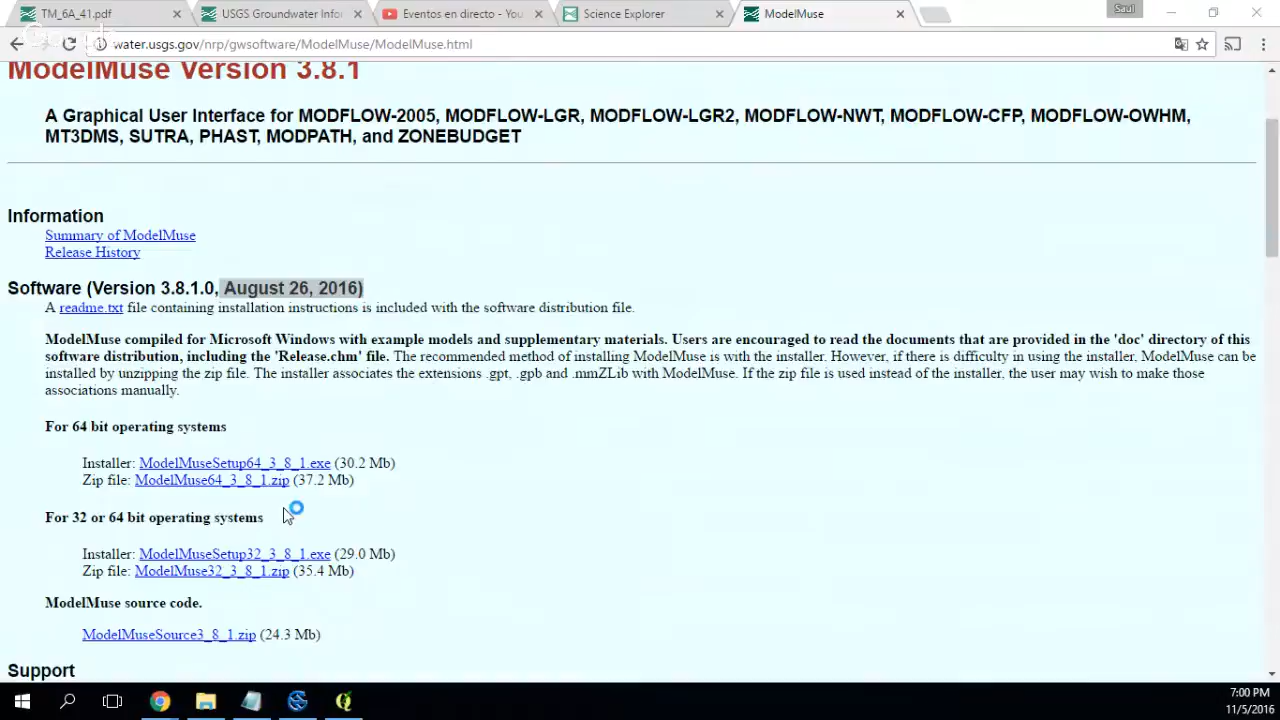 TM_6A_41.pdf
USGS Groundwater Info
Eventos en directo - You
Science Explorer
ModelMuse
Saul
water.usgs.gov/nrp/gwsoftware/ModelMuse/ModelMuse.html
ModelMuse Version 3.8.1
A Graphical User Interface for MODFLOW-2005, MODFLOW-LGR, MODFLOW-LGR2, MODFLOW-NWT, MODFLOW-CFP, MODFLOW-OWHM,
MT3DMS, SUTRA, PHAST, MODPATH, and ZONEBUDGET
Information
Summary of ModelMuse
Release History
Software (Version 3.8.1.0, August 26, 2016)
A readme.txt file containing installation instructions is included with the software distribution file.
ModelMuse compiled for Microsoft Windows with example models and supplementary materials. Users are encouraged to read the documents that are provided in the 'doc' directory of this
software distribution, including the 'Release.chm' file. The recommended method of installing ModelMuse is with the installer. However, if there is difficulty in using the installer, ModelMuse can be
installed by unzipping the zip file. The installer associates the extensions .gpt, .gpb and .mmZLib with ModelMuse. If the zip file is used instead of the installer, the user may wish to make those
associations manually.
For 64 bit operating systems
Installer: ModelMuseSetup64_3_8_1.exe (30.2 Mb)
Zip file: ModelMuse64_3_8_1.zip (37.2 Mb)
For 32 or 64 bit operating systems
Installer: ModelMuseSetup32_3_8_1.exe (29.0 Mb)
Zip file: ModelMuse32_3_8_1.zip (35.4 Mb)
ModelMuse source code.
ModelMuseSource3_8_1.zip (24.3 Mb)
Support
7:00 PM
11/5/2016